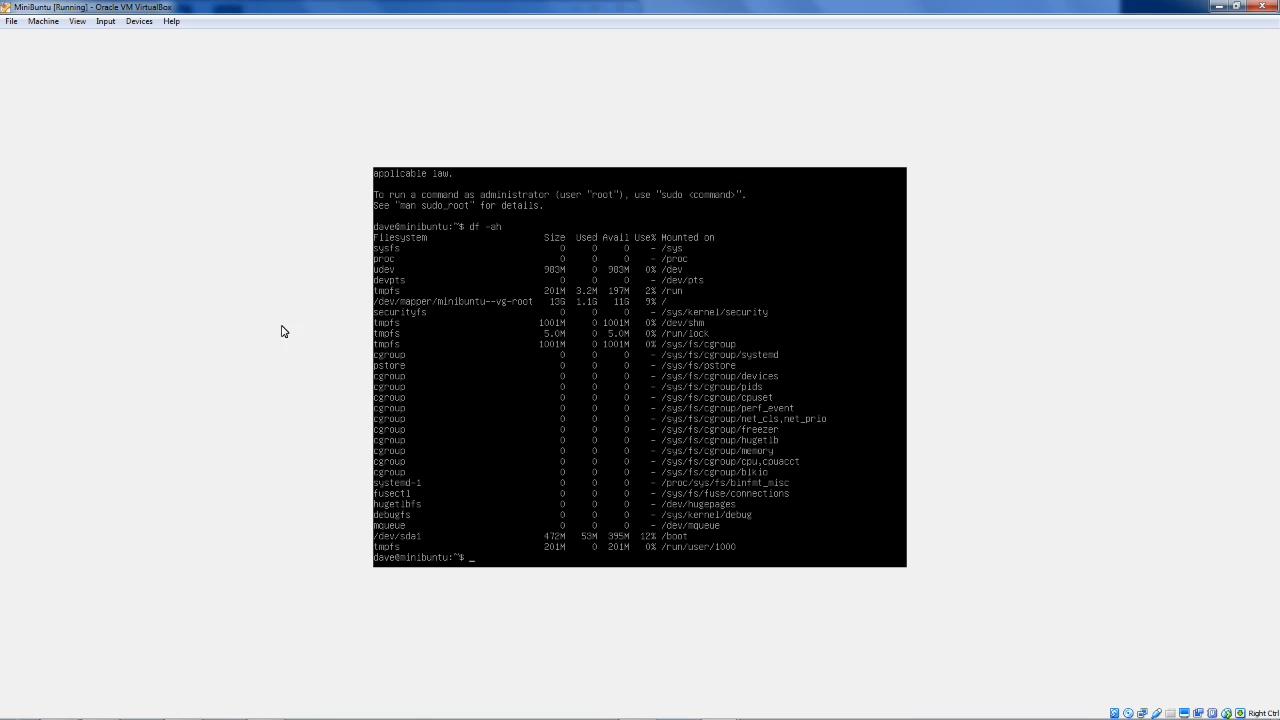 MiniBuntu [Running] - Oracle VM VirtualBox
File Machine View Input Devices Help
applicable law.
To run a command as administrator (user "root"), use "sudo <command>".
See "man sudo_root" for details.
dave@minibuntu:~$ df -ah
Filesystem Size Used Avail Use% Mounted on
sysfs 0 0 0 - /sys
proc 0 0 0 - /proc
udev 983M 0 983M 0% /dev
devpts 0 0 0 - /dev/pts
tmpfs 201M 3.2M 197M 2% /run
/dev/mapper/minibuntu--vg-root 13G 1.1G 11G 9% /
securityfs 0 0 0 - /sys/kernel/security
tmpfs 1001M 0 1001M 0% /dev/shm
tmpfs 5.0M 0 5.0M 0% /run/lock
tmpfs 1001M 0 1001M 0% /sys/fs/cgroup
cgroup 0 0 0 - /sys/fs/cgroup/systemd
pstore 0 0 0 - /sys/fs/pstore
cgroup 0 0 0 - /sys/fs/cgroup/devices
cgroup 0 0 0 - /sys/fs/cgroup/pids
cgroup 0 0 0 - /sys/fs/cgroup/cpuset
cgroup 0 0 0 - /sys/fs/cgroup/perf_event
cgroup 0 0 0 - /sys/fs/cgroup/net_cls,net_prio
cgroup 0 0 0 - /sys/fs/cgroup/freezer
cgroup 0 0 0 - /sys/fs/cgroup/hugetlb
cgroup 0 0 0 - /sys/fs/cgroup/memory
cgroup 0 0 0 - /sys/fs/cgroup/cpu,cpuacct
cgroup 0 0 0 - /sys/fs/cgroup/blkio
systemd-1 0 0 0 - /proc/sys/fs/binfmt_misc
fusectl 0 0 0 - /sys/fs/fuse/connections
hugetlbfs 0 0 0 - /dev/hugepages
debugfs 0 0 0 - /sys/kernel/debug
mqueue 0 0 0 - /dev/mqueue
/dev/sda1 472M 53M 395M 12% /boot
tmpfs 201M 0 201M 0% /run/user/1000
dave@minibuntu:~$ _
Right Ctrl